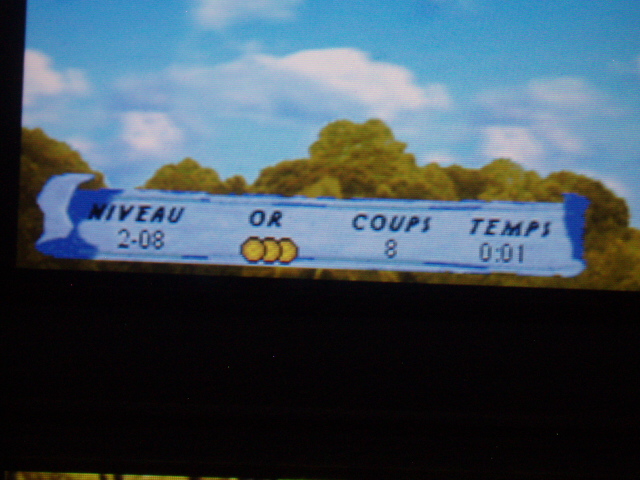 NIVEAU OR COUPS TEMPS
2-08 8 0:01